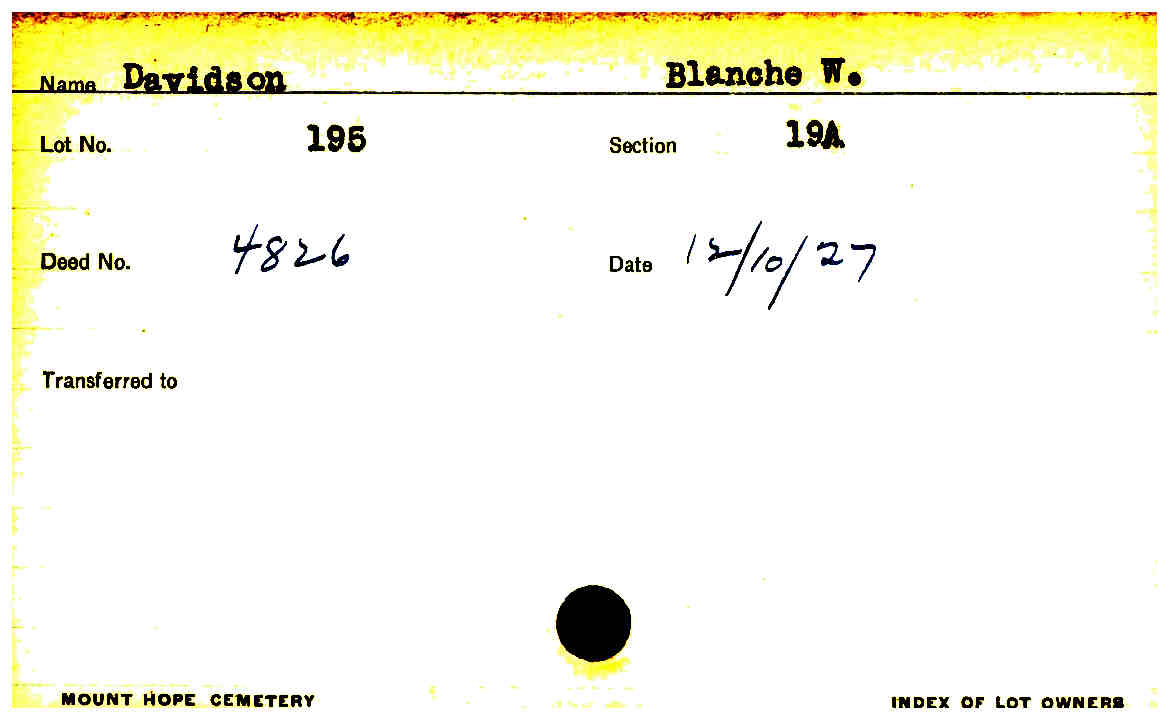 Name Davidson Blanche W.
Lot No. 195 Section 19A
Deed No. 4826 Date 12/10/27
Transferred to
MOUNT HOPE CEMETERY INDEX OF LOT OWNERS